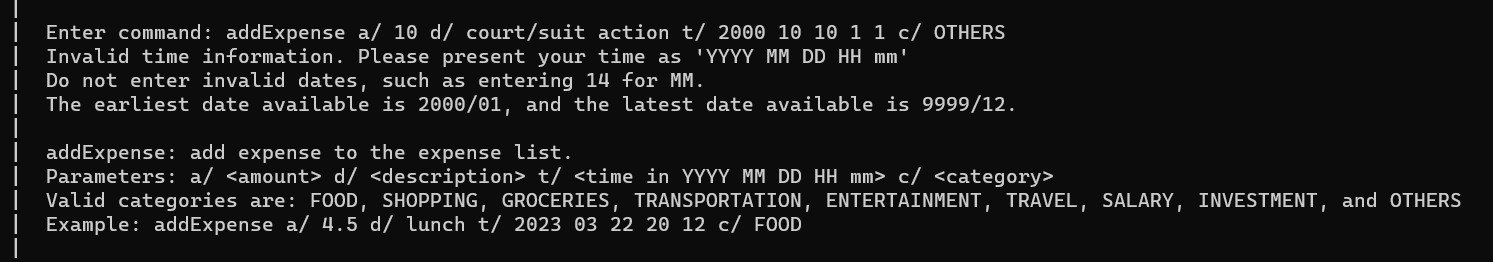 Enter command: addExpense a/ 10 d/ court/suit action t/ 2000 10 10 1 1 c/ OTHERS
Invalid time information. Please present your time as 'YYYY MM DD HH mm'
Do not enter invalid dates, such as entering 14 for MM.
The earliest date available is 2000/01, and the latest date available is 9999/12.
addExpense: add expense to the expense list.
Parameters: a/ <amount> d/ <description> t/ <time in YYYY MM DD HH mm> c/ <category>
Valid categories are: FOOD, SHOPPING, GROCERIES, TRANSPORTATION, ENTERTAINMENT, TRAVEL, SALARY, INVESTMENT, and OTHERS
Example: addExpense a/ 4.5 d/ lunch t/ 2023 03 22 20 12 c/ FOOD